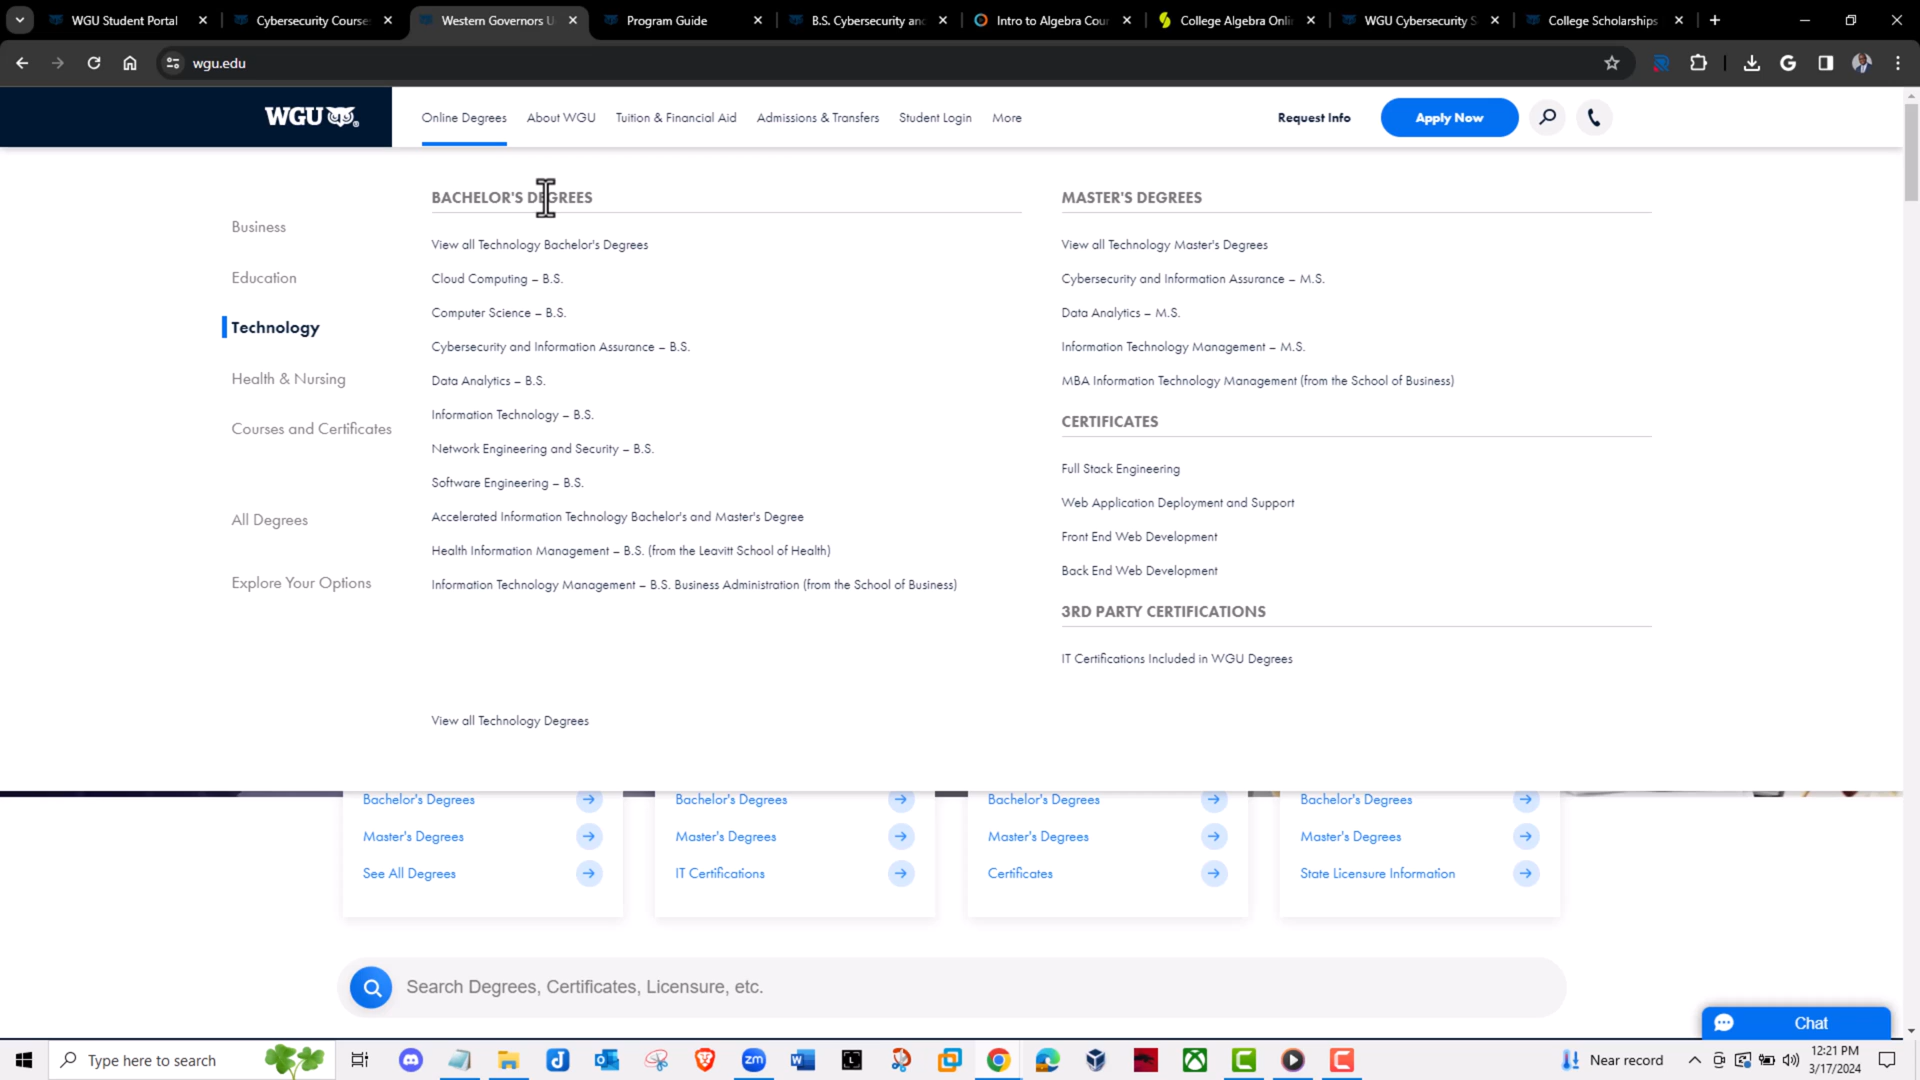 WGU Student Portal
Cybersecurity Course
Western Governors U
Program Guide
B.S. Cybersecurity an
Intro to Algebra Cour
College Algebra Onli
WGU Cybersecurity S
College Scholarships
wgu.edu
WGU
Online Degrees
About WGU
Tuition & Financial Aid
Admissions & Transfers
Student Login
More
Request Info
Apply Now
Business
Education
Technology
Health & Nursing
Courses and Certificates
All Degrees
Explore Your Options
BACHELOR'S DEGREES
View all Technology Bachelor's Degrees
Cloud Computing – B.S.
Computer Science – B.S.
Cybersecurity and Information Assurance – B.S.
Data Analytics – B.S.
Information Technology – B.S.
Network Engineering and Security – B.S.
Software Engineering – B.S.
Accelerated Information Technology Bachelor's and Master's Degree
Health Information Management – B.S. (from the Leavitt School of Health)
Information Technology Management – B.S. Business Administration (from the School of Business)
View all Technology Degrees
MASTER'S DEGREES
View all Technology Master's Degrees
Cybersecurity and Information Assurance – M.S.
Data Analytics – M.S.
Information Technology Management – M.S.
MBA Information Technology Management (from the School of Business)
CERTIFICATES
Full Stack Engineering
Web Application Deployment and Support
Front End Web Development
Back End Web Development
3RD PARTY CERTIFICATIONS
IT Certifications Included in WGU Degrees
Bachelor's Degrees
Master's Degrees
See All Degrees
Bachelor's Degrees
Master's Degrees
IT Certifications
Bachelor's Degrees
Master's Degrees
Certificates
Bachelor's Degrees
Master's Degrees
State Licensure Information
Search Degrees, Certificates, Licensure, etc.
Chat
Type here to search
zm
Near record
12:21 PM
3/17/2024